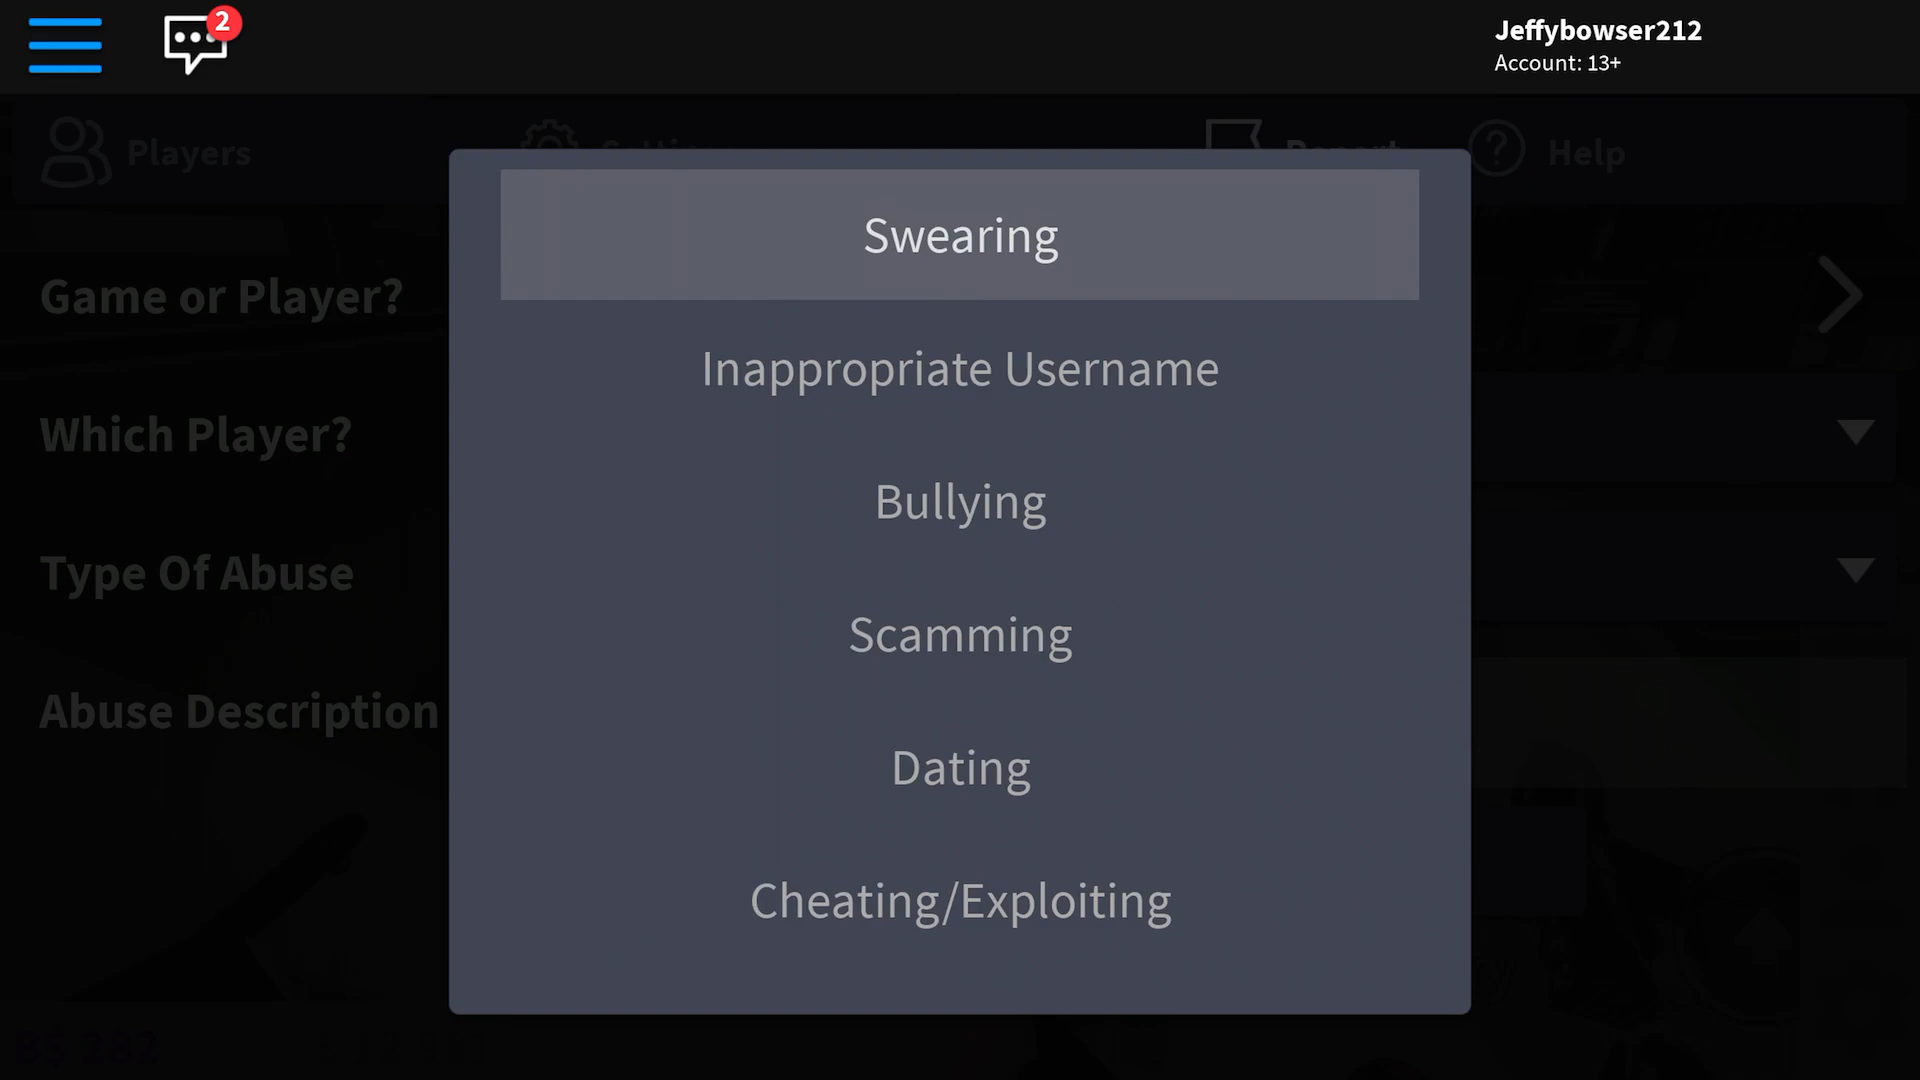 2
Jeffybowser212
Account: 13+
Players
Report
Help
Swearing
Game or Player?
Inappropriate Username
Which Player?
Bullying
Type Of Abuse
Scamming
Abuse Description
Dating
Cheating/Exploiting